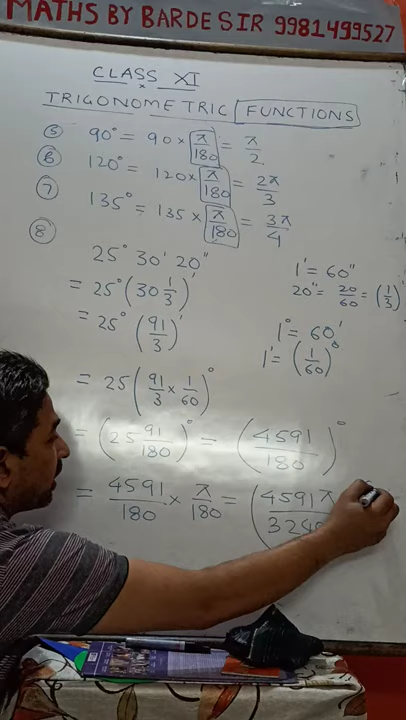 MATHS BY BARDE SIR 9981499527
CLASS XI
TRIGONOMETRIC FUNCTIONS
⑤ 90° = 90 × π/180 = π/2
⑥ 120° = 120 × π/180 = 2π/3
⑦ 135° = 135 × π/180 = 3π/4
⑧
25° 30' 20"
= 25° (30 1/3)'
= 25° (91/3)'
= 25 (91/3 × 1/60)°
= (25 91/180)° = (4591/180)°
= 4591/180 × π/180 = (4591π
1' = 60"
20" = 20/60 = (1/3)'
1° = 60'
1' = (1/60)°